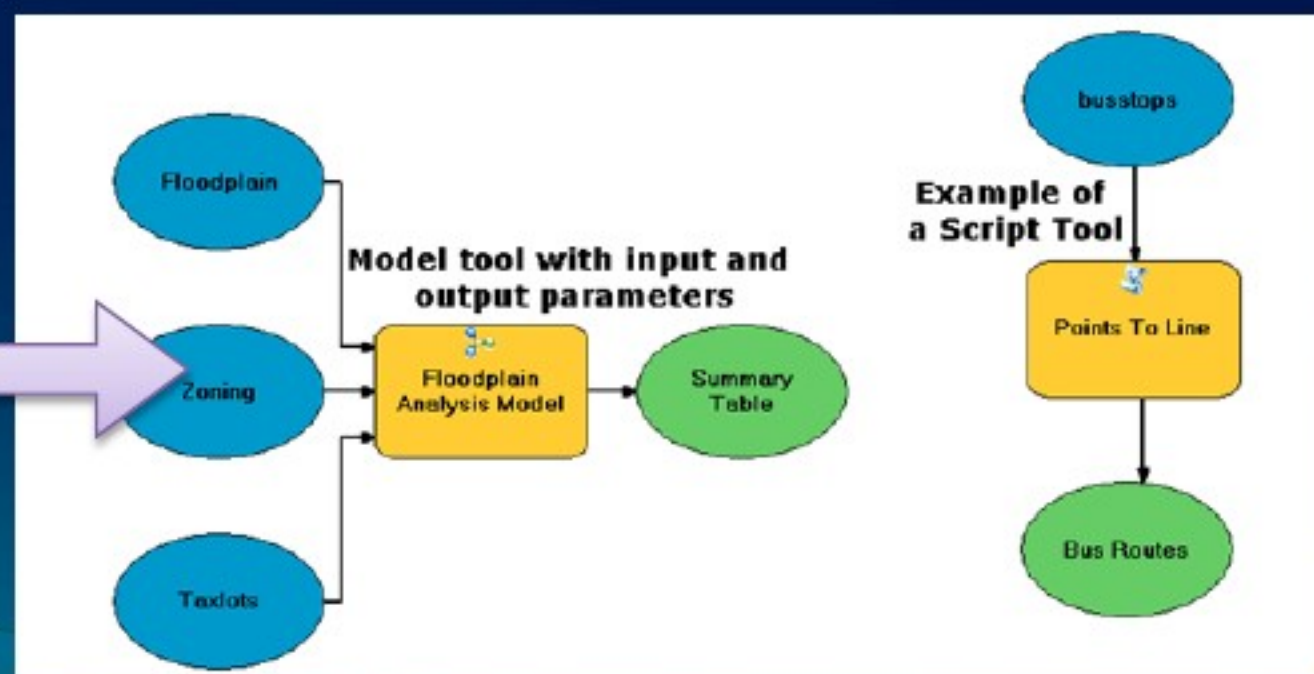 Floodplain
Model tool with input and
output parameters
Zoning
Floodplain
Analysis Model
Summary
Table
Taxlots
busstops
Example of
a Script Tool
Points To Line
Bus Routes